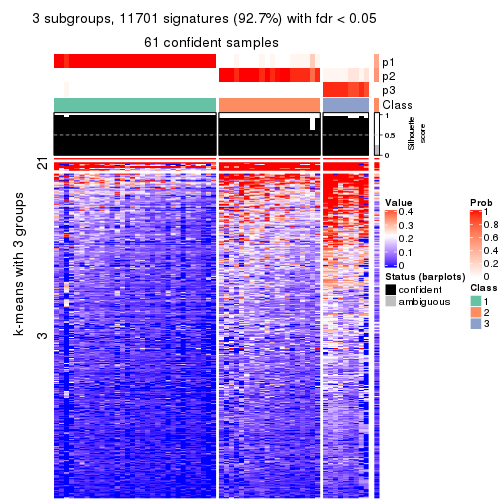 3 subgroups, 11701 signatures (92.7%) with fdr < 0.05
61 confident samples
p1
p2
p3
Class
1
0.5
0
Silhouette
score
k-means with 3 groups
21
3
Value
0.4
0.3
0.2
0.1
0
Status (barplots)
confident
ambiguous
Prob
1
0.8
0.6
0.4
0.2
0
Class
1
2
3